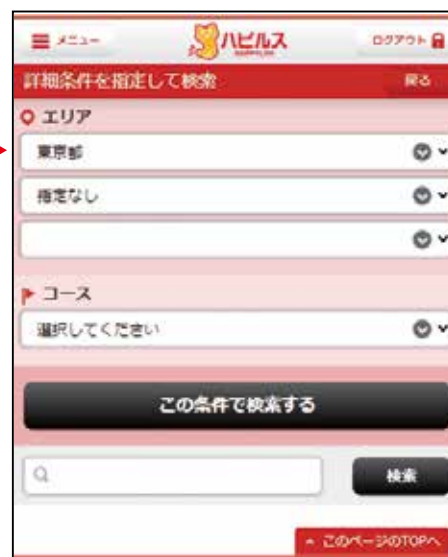 メニュー
ハピルス
ログアウト
詳細条件を指定して検索
戻る
エリア
東京都
指定なし
コース
選択してください
この条件で検索する
検索
このページのTOPへ